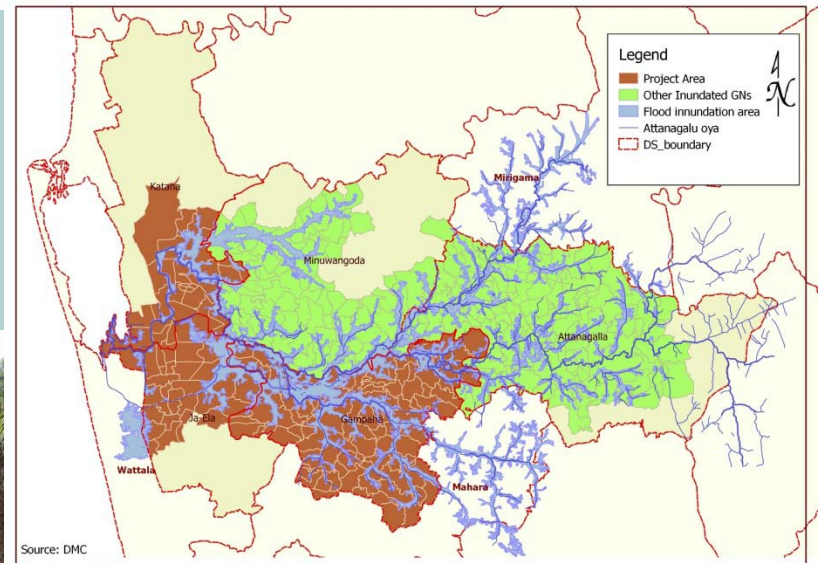 Legend
N
Project Area
Other Inundated GNs
Flood innundation area
Attanagalu oya
DS_boundary
Mirigama
Katana
Minuwangoda
Attanagalla
Ja-Ela
Gampaha
Wattala
Mahara
Source: DMC